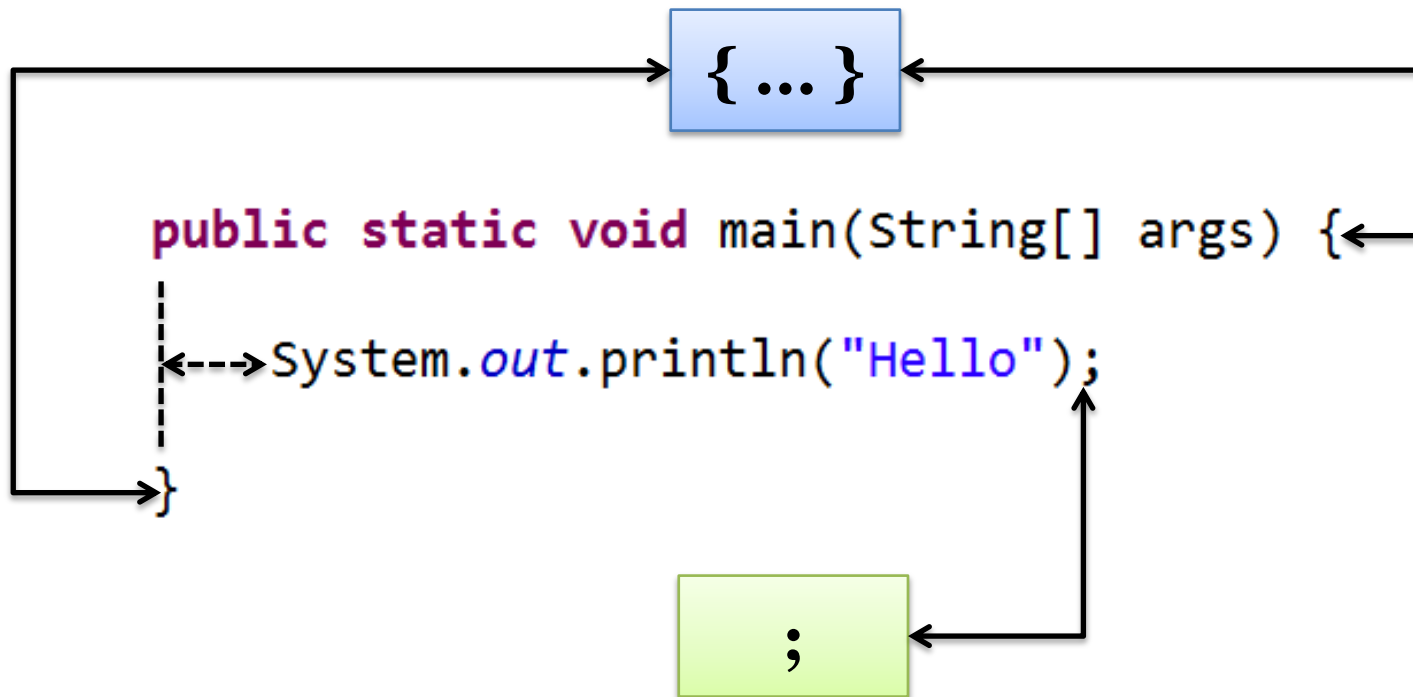 { ... }
public static void main(String[] args) {
System.out.println("Hello");
}
;